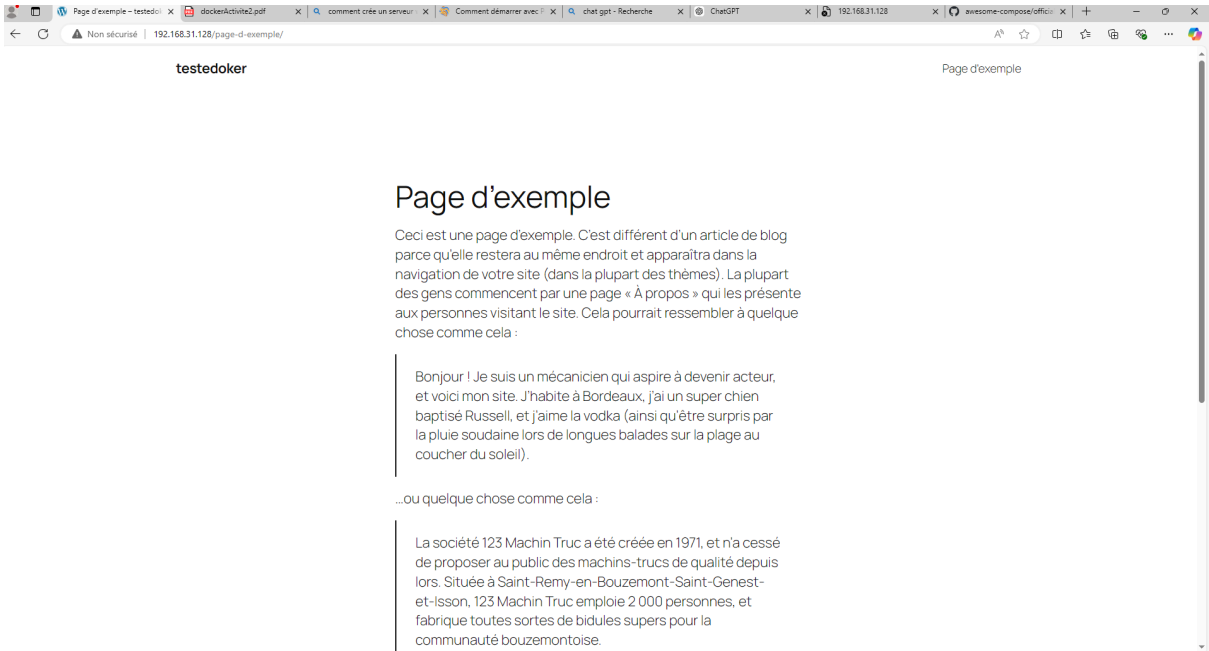 Page d'exemple – testedol
dockerActivite2.pdf
comment crée un serveur
Comment démarrer avec P
chat gpt - Recherche
ChatGPT
192.168.31.128
awesome-compose/officia
Non sécurisé
192.168.31.128/page-d-exemple/
testedoker
Page d'exemple
Page d'exemple
Ceci est une page d'exemple. C'est différent d'un article de blog
parce qu'elle restera au même endroit et apparaîtra dans la
navigation de votre site (dans la plupart des thèmes). La plupart
des gens commencent par une page « À propos » qui les présente
aux personnes visitant le site. Cela pourrait ressembler à quelque
chose comme cela :
Bonjour ! Je suis un mécanicien qui aspire à devenir acteur,
et voici mon site. J'habite à Bordeaux, j'ai un super chien
baptisé Russell, et j'aime la vodka (ainsi qu'être surpris par
la pluie soudaine lors de longues balades sur la plage au
coucher du soleil).
…ou quelque chose comme cela :
La société 123 Machin Truc a été créée en 1971, et n'a cessé
de proposer au public des machins-trucs de qualité depuis
lors. Située à Saint-Remy-en-Bouzemont-Saint-Genest-
et-Isson, 123 Machin Truc emploie 2 000 personnes, et
fabrique toutes sortes de bidules supers pour la
communauté bouzemontoise.